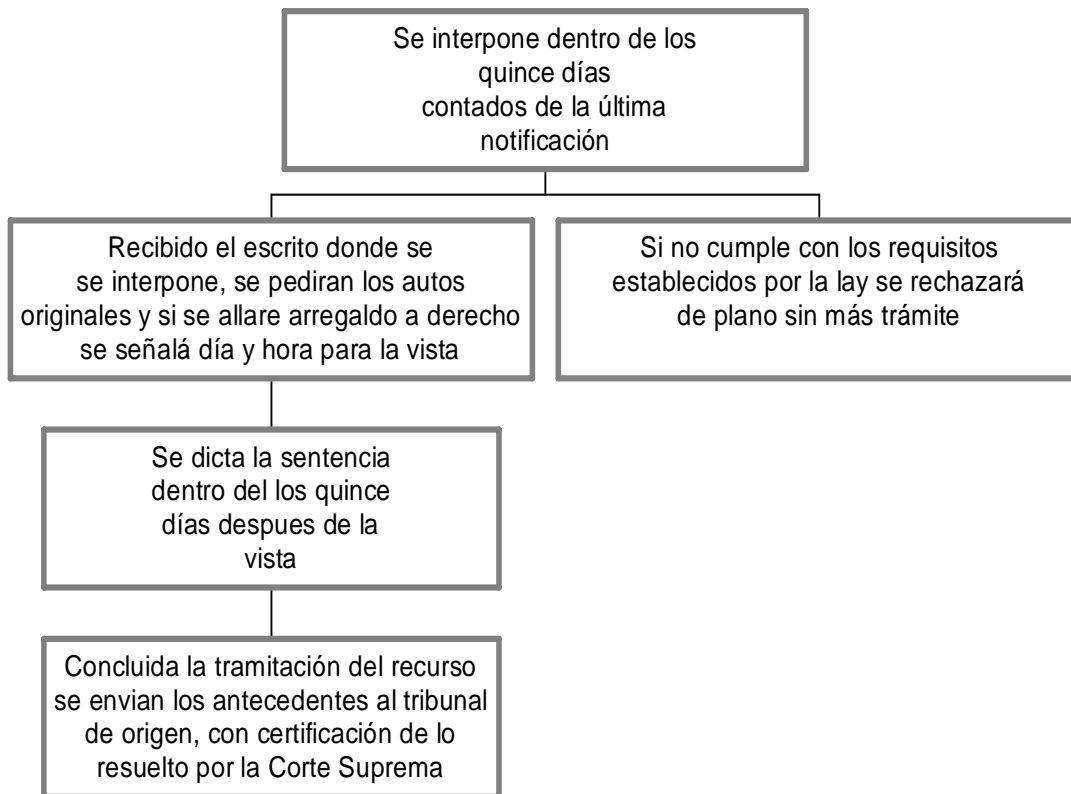 Se interpone dentro de los
quince días
contados de la última
notificación
Recibido el escrito donde se
se interpone, se pediran los autos
originales y si se allare arregaldo a derecho
se señalá día y hora para la vista
Si no cumple con los requisitos
establecidos por la lay se rechazará
de plano sin más trámite
Se dicta la sentencia
dentro del los quince
días despues de la
vista
Concluida la tramitación del recurso
se envian los antecedentes al tribunal
de origen, con certificación de lo
resuelto por la Corte Suprema